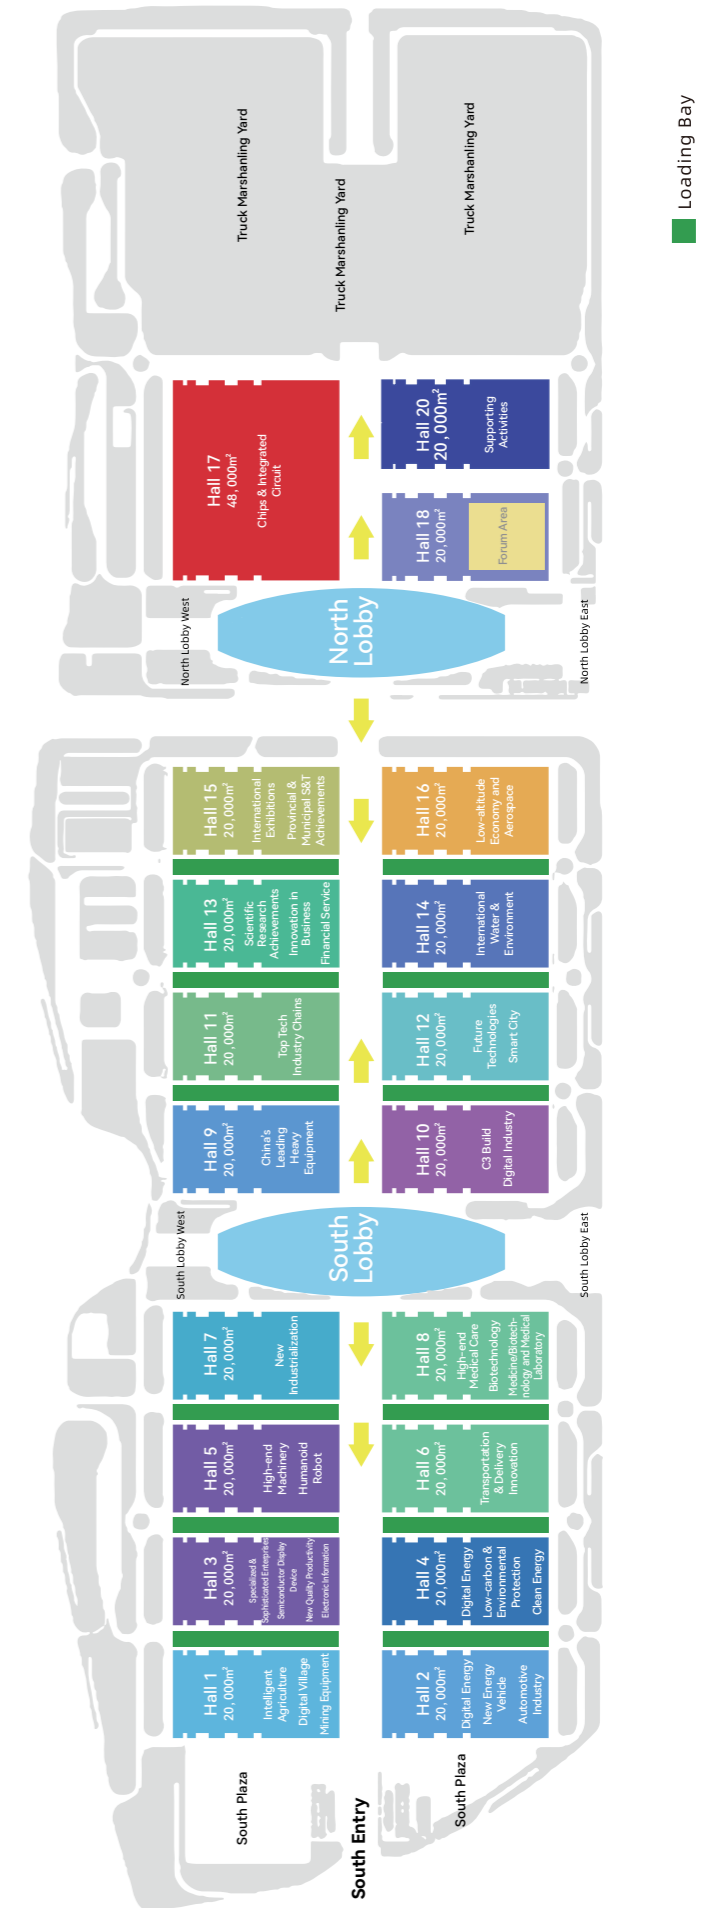 Loading Bay
Truck Marshanling Yard
Truck Marshanling Yard
Truck Marshanling Yard
Hall 17
48,000m²
Chips & Integrated
Circuit
Hall 20
20,000m²
Supporting
Activities
Hall 18
20,000m²
Forum Area
North Lobby West
North
Lobby
North Lobby East
Hall 15
20,000m²
International
Exhibitions
Provincial &
Municipal S&T
Achievements
Hall 16
20,000m²
Low-altitude
Economy and
Aerospace
Hall 13
20,000m²
Scientific
Research
Achievements
Innovation in
Business
Financial Service
Hall 14
20,000m²
International
Water &
Environment
Hall 11
20,000m²
Top Tech
Industry Chains
Hall 12
20,000m²
Future
Technologies
Smart City
Hall 9
20,000m²
China's
Leading
Heavy
Equipment
Hall 10
20,000m²
C3 Build
Digital Industry
South Lobby West
South
Lobby
South Lobby East
Hall 7
20,000m²
New
Industrialization
Hall 8
20,000m²
High-end
Medical Care
Biotechnology
Medicine/Biotech-
nology and Medical
Laboratory
Hall 5
20,000m²
High-end
Machinery
Humanoid
Robot
Hall 6
20,000m²
Transportation
& Delivery
Innovation
Hall 3
20,000m²
Specialized &
Sophisticated Enterprises
Semiconductor Display
Device
New Quality Productivity
Electronic Information
Hall 4
20,000m²
Digital Energy
Low-carbon &
Environmental
Protection
Clean Energy
Hall 1
20,000m²
Intelligent
Agriculture
Digital Village
Mining Equipment
Hall 2
20,000m²
Digital Energy
New Energy
Vehicle
Automotive
Industry
South Plaza
South Entry
South Plaza